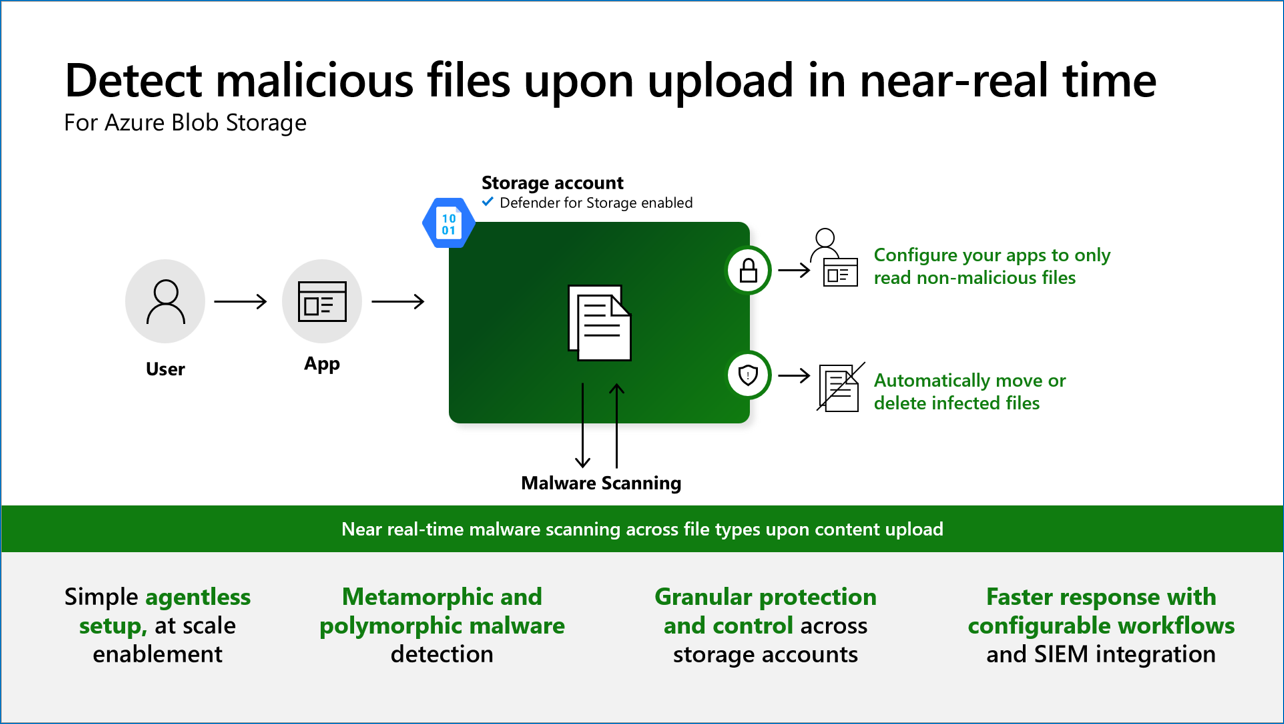 Detect malicious files upon upload in near-real time
For Azure Blob Storage
Storage account
Defender for Storage enabled
10
01
User
App
Configure your apps to only
read non-malicious files
Automatically move or
delete infected files
Malware Scanning
Near real-time malware scanning across file types upon content upload
Simple agentless
setup, at scale
enablement
Metamorphic and
polymorphic malware
detection
Granular protection
and control across
storage accounts
Faster response with
configurable workflows
and SIEM integration